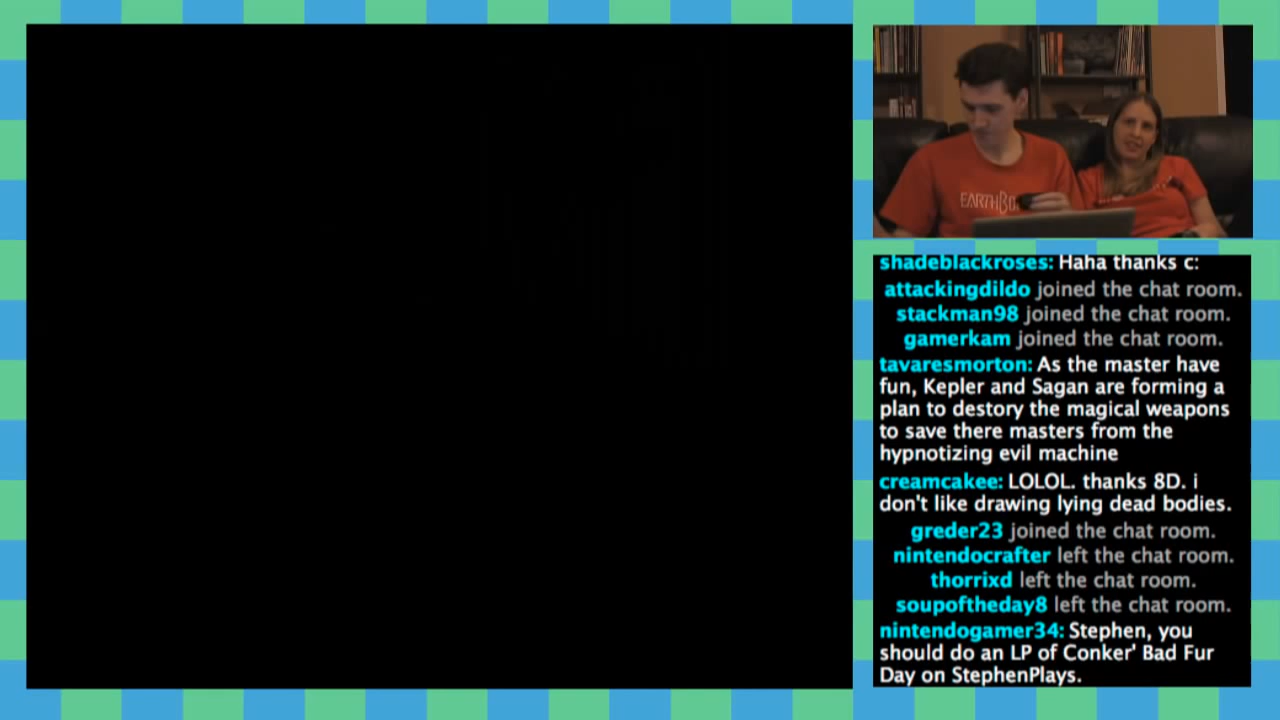 EARTHBO
shadeblackroses: Haha thanks c:
attackingdildo joined the chat room.
stackman98 joined the chat room.
gamerkam joined the chat room.
tavaresmorton: As the master have
fun, Kepler and Sagan are forming a
plan to destory the magical weapons
to save there masters from the
hypnotizing evil machine
creamcakee: LOLOL. thanks 8D. i
don't like drawing lying dead bodies.
greder23 joined the chat room.
nintendocrafter left the chat room.
thorrixd left the chat room.
soupoftheday8 left the chat room.
nintendogamer34: Stephen, you
should do an LP of Conker' Bad Fur
Day on StephenPlays.